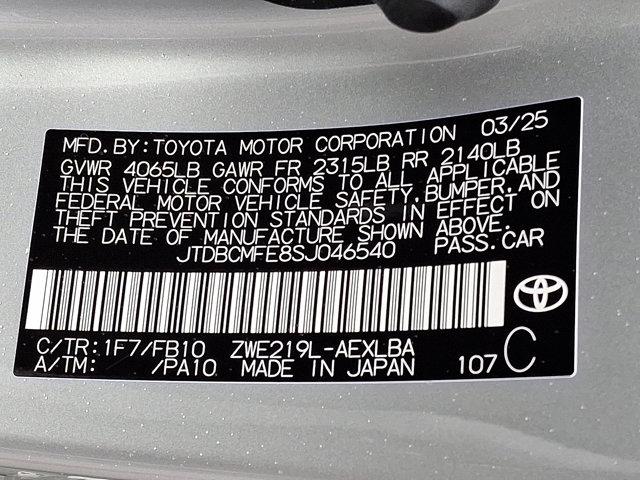 MFD.BY:TOYOTA MOTOR CORPORATION 03/25
GVWR 4065LB GAWR FR 2315LB RR 2140LB
THIS VEHICLE CONFORMS TO ALL APPLICABLE
FEDERAL MOTOR VEHICLE SAFETY,BUMPER,AND
THEFT PREVENTION STANDARDS IN EFFECT ON
THE DATE OF MANUFACTURE SHOWN ABOVE.
JTDBCMFE8SJ046540 PASS.CAR
C/TR:1F7/FB10 ZWE219L-AEXLBA
A/TM: /PA10 MADE IN JAPAN 107 C